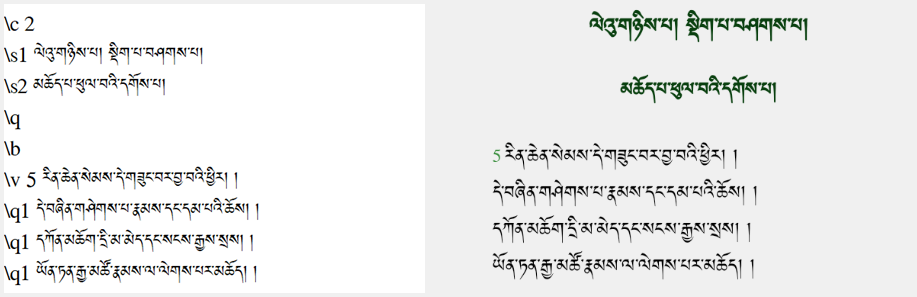 \c 2
\s1 ལེའུ་གཉིས་པ། སྡིག་པ་བཤགས་པ།
\s2 མཆོད་པ་ཕུལ་བའི་དགོས་པ།
\q
\b
\v 5 རིན་ཆེན་སེམས་དེ་གཟུང་བར་བྱ་བའི་ཕྱིར། །
\q1 དེ་བཞིན་གཤེགས་པ་རྣམས་དང་དམ་པའི་ཆོས། །
\q1 དཀོན་མཆོག་དྲི་མ་མེད་དང་སངས་རྒྱས་སྲས། །
\q1 ཡོན་ཏན་རྒྱ་མཚོ་རྣམས་ལ་ལེགས་པར་མཆོད། །
ལེའུ་གཉིས་པ། སྡིག་པ་བཤགས་པ།
མཆོད་པ་ཕུལ་བའི་དགོས་པ།
5 རིན་ཆེན་སེམས་དེ་གཟུང་བར་བྱ་བའི་ཕྱིར། །
དེ་བཞིན་གཤེགས་པ་རྣམས་དང་དམ་པའི་ཆོས། །
དཀོན་མཆོག་དྲི་མ་མེད་དང་སངས་རྒྱས་སྲས། །
ཡོན་ཏན་རྒྱ་མཚོ་རྣམས་ལ་ལེགས་པར་མཆོད། །